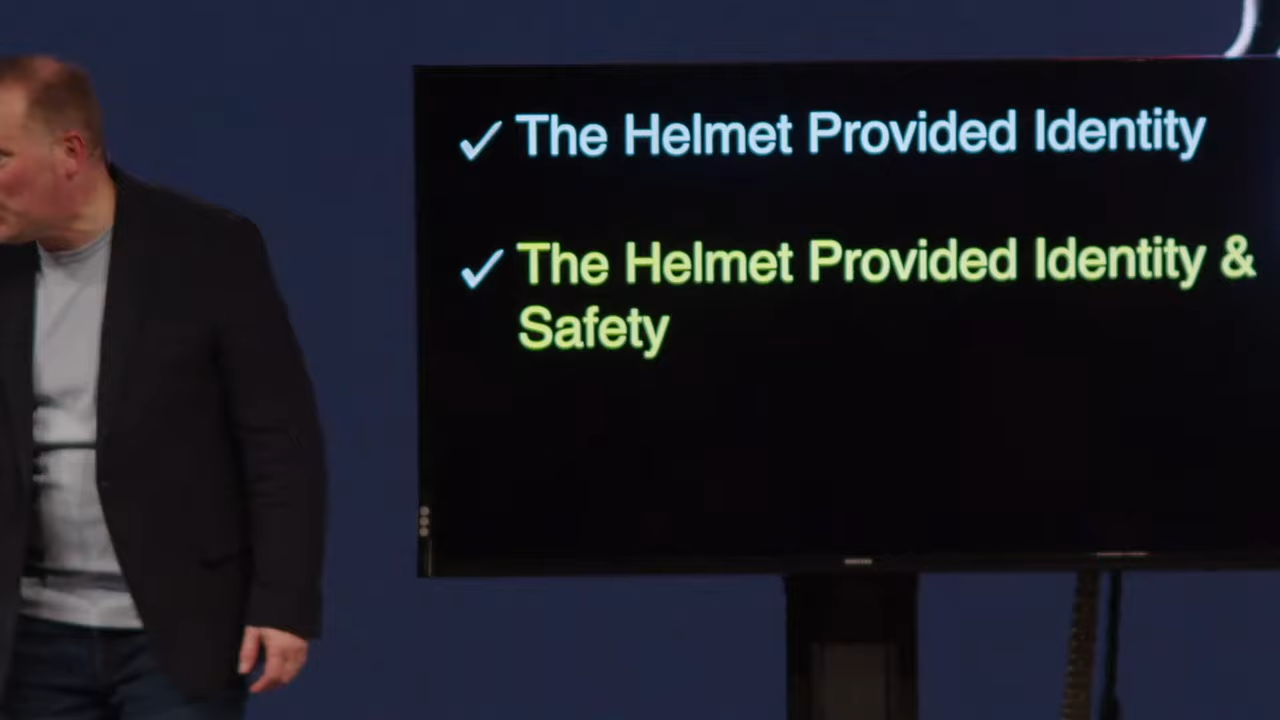 ✓ The Helmet Provided Identity
✓ The Helmet Provided Identity &
Safety